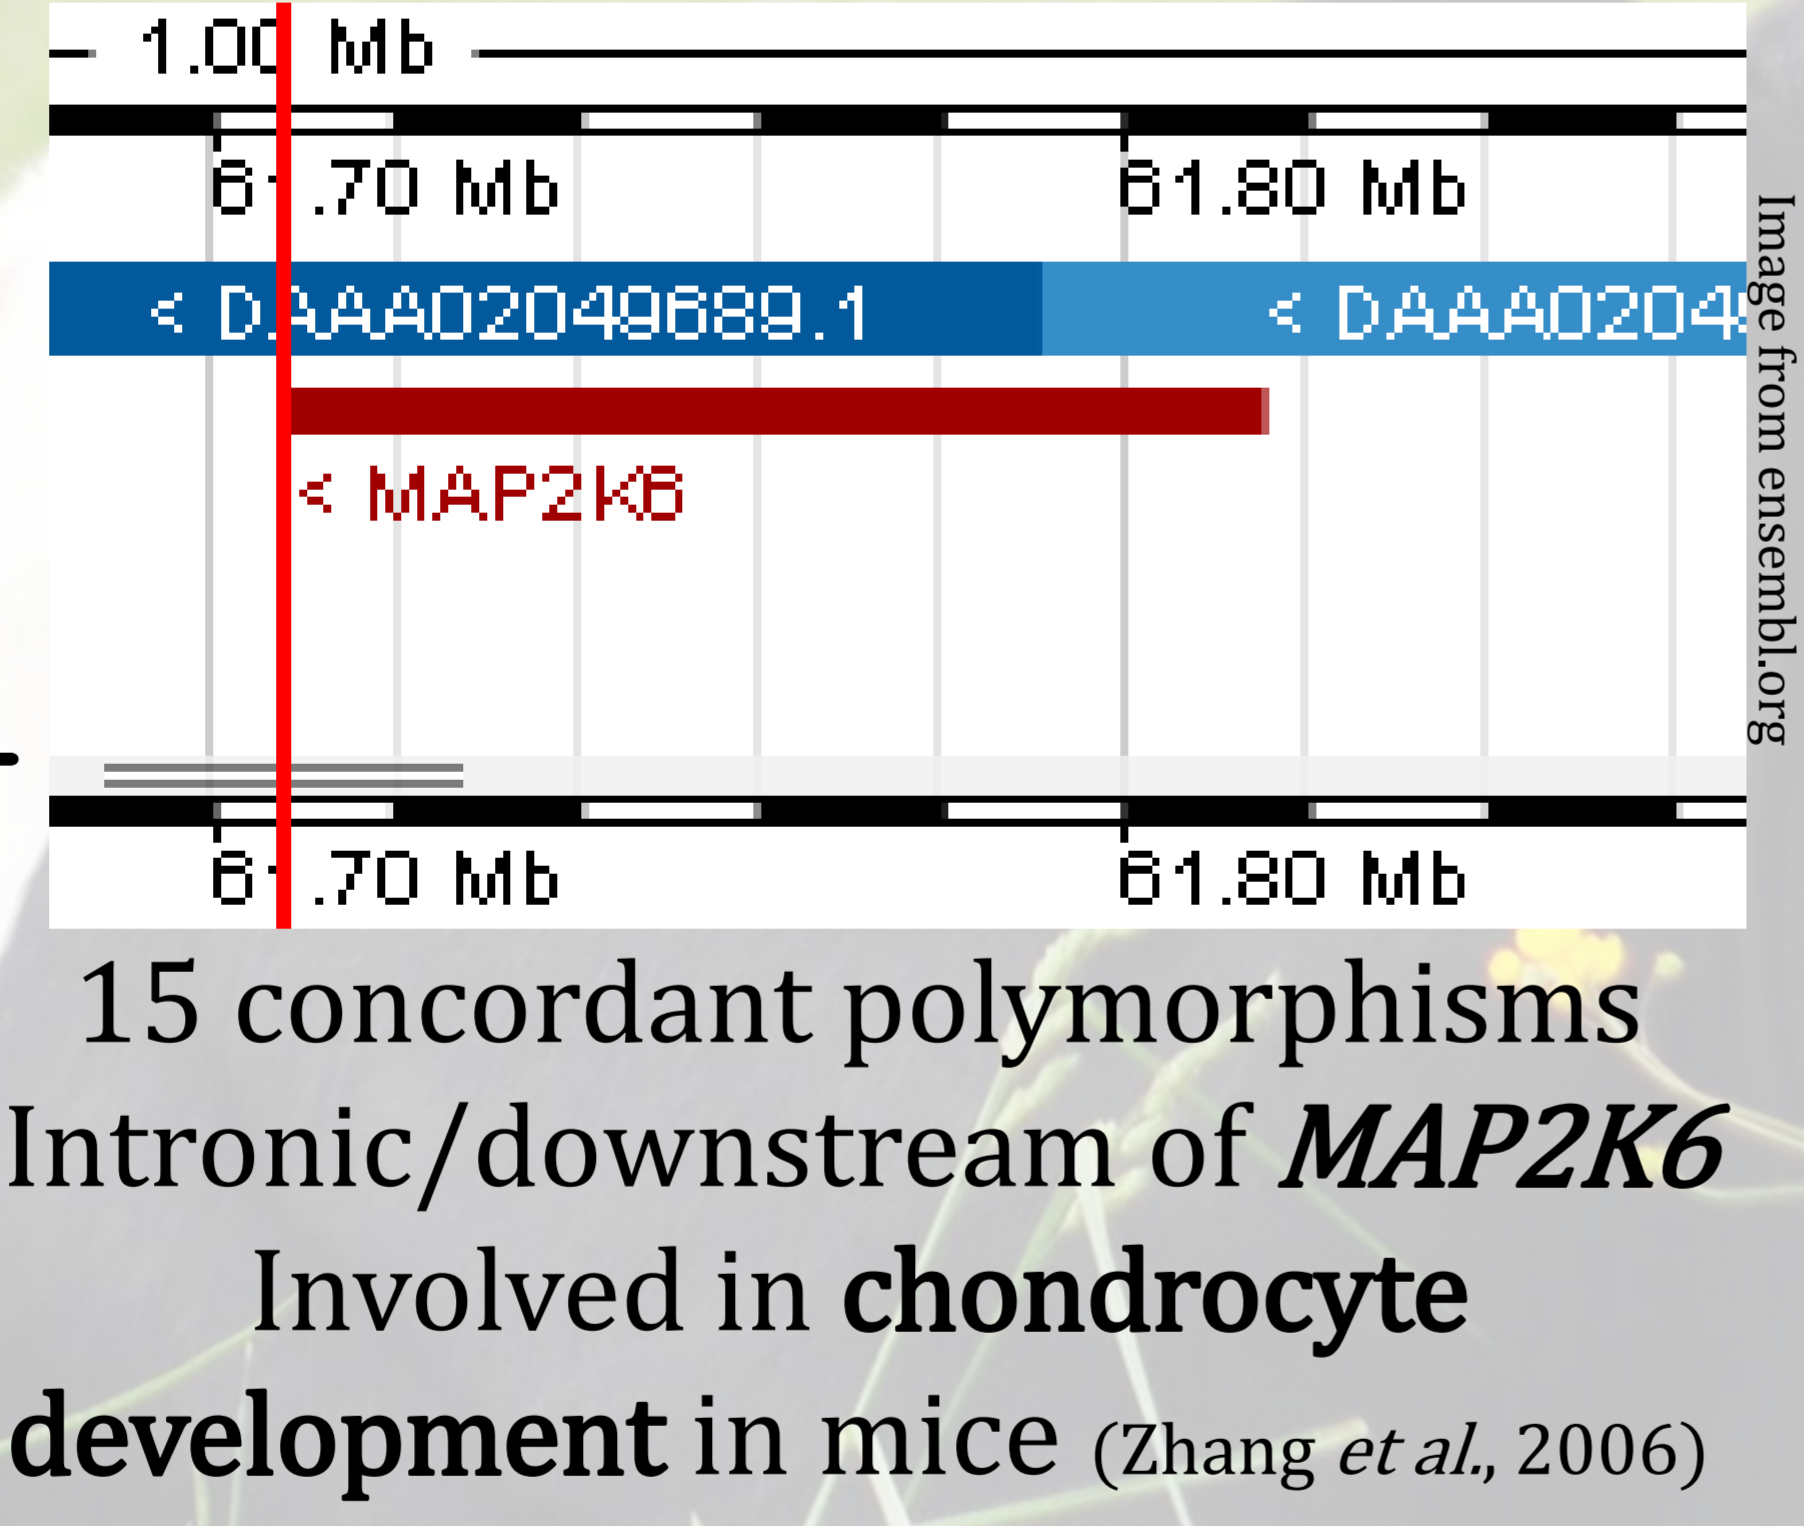 1.00 Mb
61.70 Mb
61.80 Mb
< DAAA02049689.1
< DAAA0204
< MAP2K6
61.70 Mb
61.80 Mb
Image from ensembl.org
15 concordant polymorphisms
Intronic/downstream of MAP2K6
Involved in chondrocyte
development in mice (Zhang et al., 2006)